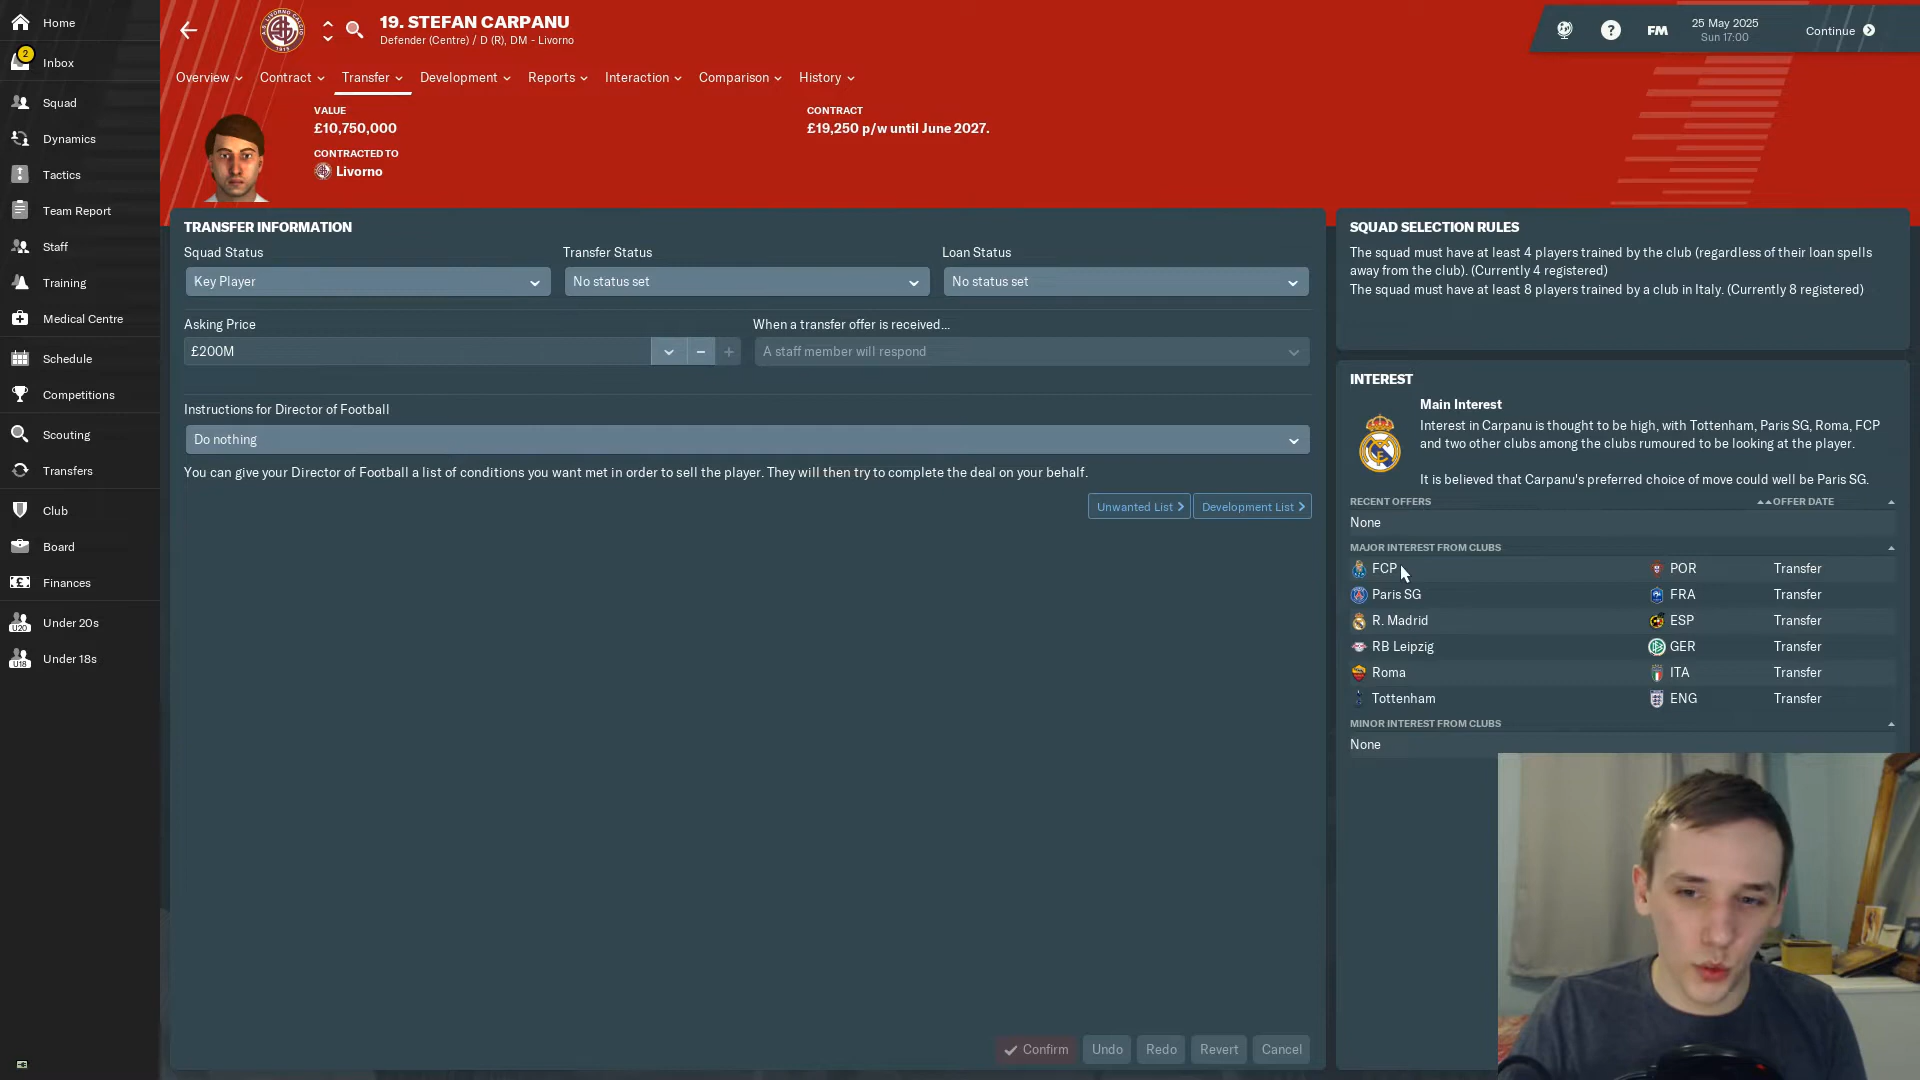 Home
2
Inbox
Squad
Dynamics
Tactics
Team Report
Staff
Training
Medical Centre
Schedule
Competitions
Scouting
Transfers
Club
Board
Finances
U20
Under 20s
U18
Under 18s
19. STEFAN CARPANU
Defender (Centre) / D (R), DM - Livorno
FM
25 May 2025
Sun 17:00
Continue
Overview
Contract
Transfer
Development
Reports
Interaction
Comparison
History
VALUE
£10,750,000
CONTRACTED TO
Livorno
CONTRACT
£19,250 p/w until June 2027.
TRANSFER INFORMATION
Squad Status
Transfer Status
Loan Status
Key Player
No status set
No status set
Asking Price
When a transfer offer is received...
£200M
A staff member will respond
Instructions for Director of Football
Do nothing
You can give your Director of Football a list of conditions you want met in order to sell the player. They will then try to complete the deal on your behalf.
Unwanted List
Development List
Confirm
Undo
Redo
Revert
Cancel
SQUAD SELECTION RULES
The squad must have at least 4 players trained by the club (regardless of their loan spells
away from the club). (Currently 4 registered)
The squad must have at least 8 players trained by a club in Italy. (Currently 8 registered)
INTEREST
Main Interest
Interest in Carpanu is thought to be high, with Tottenham, Paris SG, Roma, FCP
and two other clubs among the clubs rumoured to be looking at the player.
It is believed that Carpanu's preferred choice of move could well be Paris SG.
RECENT OFFERS
OFFER DATE
None
MAJOR INTEREST FROM CLUBS
FCP POR Transfer
Paris SG FRA Transfer
R. Madrid ESP Transfer
RB Leipzig GER Transfer
Roma ITA Transfer
Tottenham ENG Transfer
MINOR INTEREST FROM CLUBS
None